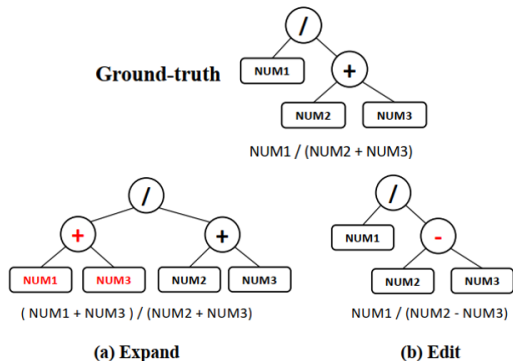 /
Ground-truth
NUM1
+
NUM2 NUM3
NUM1 / (NUM2 + NUM3)
/
+ +
NUM1 NUM3 NUM2 NUM3
( NUM1 + NUM3 ) / (NUM2 + NUM3)
(a) Expand
/
NUM1
-
NUM2 NUM3
NUM1 / (NUM2 - NUM3)
(b) Edit